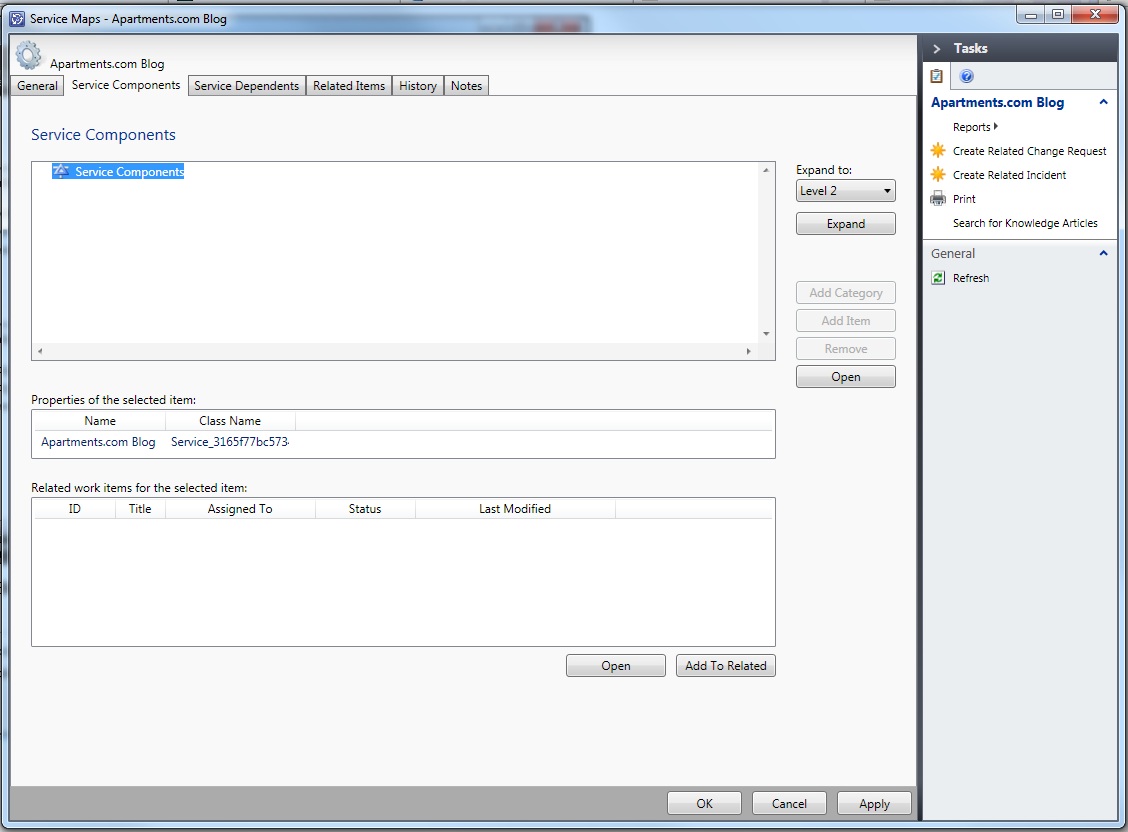 Service Maps - Apartments.com Blog
Apartments.com Blog
General Service Components Service Dependents Related Items History Notes
Service Components
Service Components
Expand to:
Level 2
Expand
Add Category
Add Item
Remove
Open
Properties of the selected item:
Name Class Name
Apartments.com Blog Service_3165f77bc573
Related work items for the selected item:
ID Title Assigned To Status Last Modified
Open Add To Related
OK Cancel Apply
Tasks
Apartments.com Blog
Reports
Create Related Change Request
Create Related Incident
Print
Search for Knowledge Articles
General
Refresh